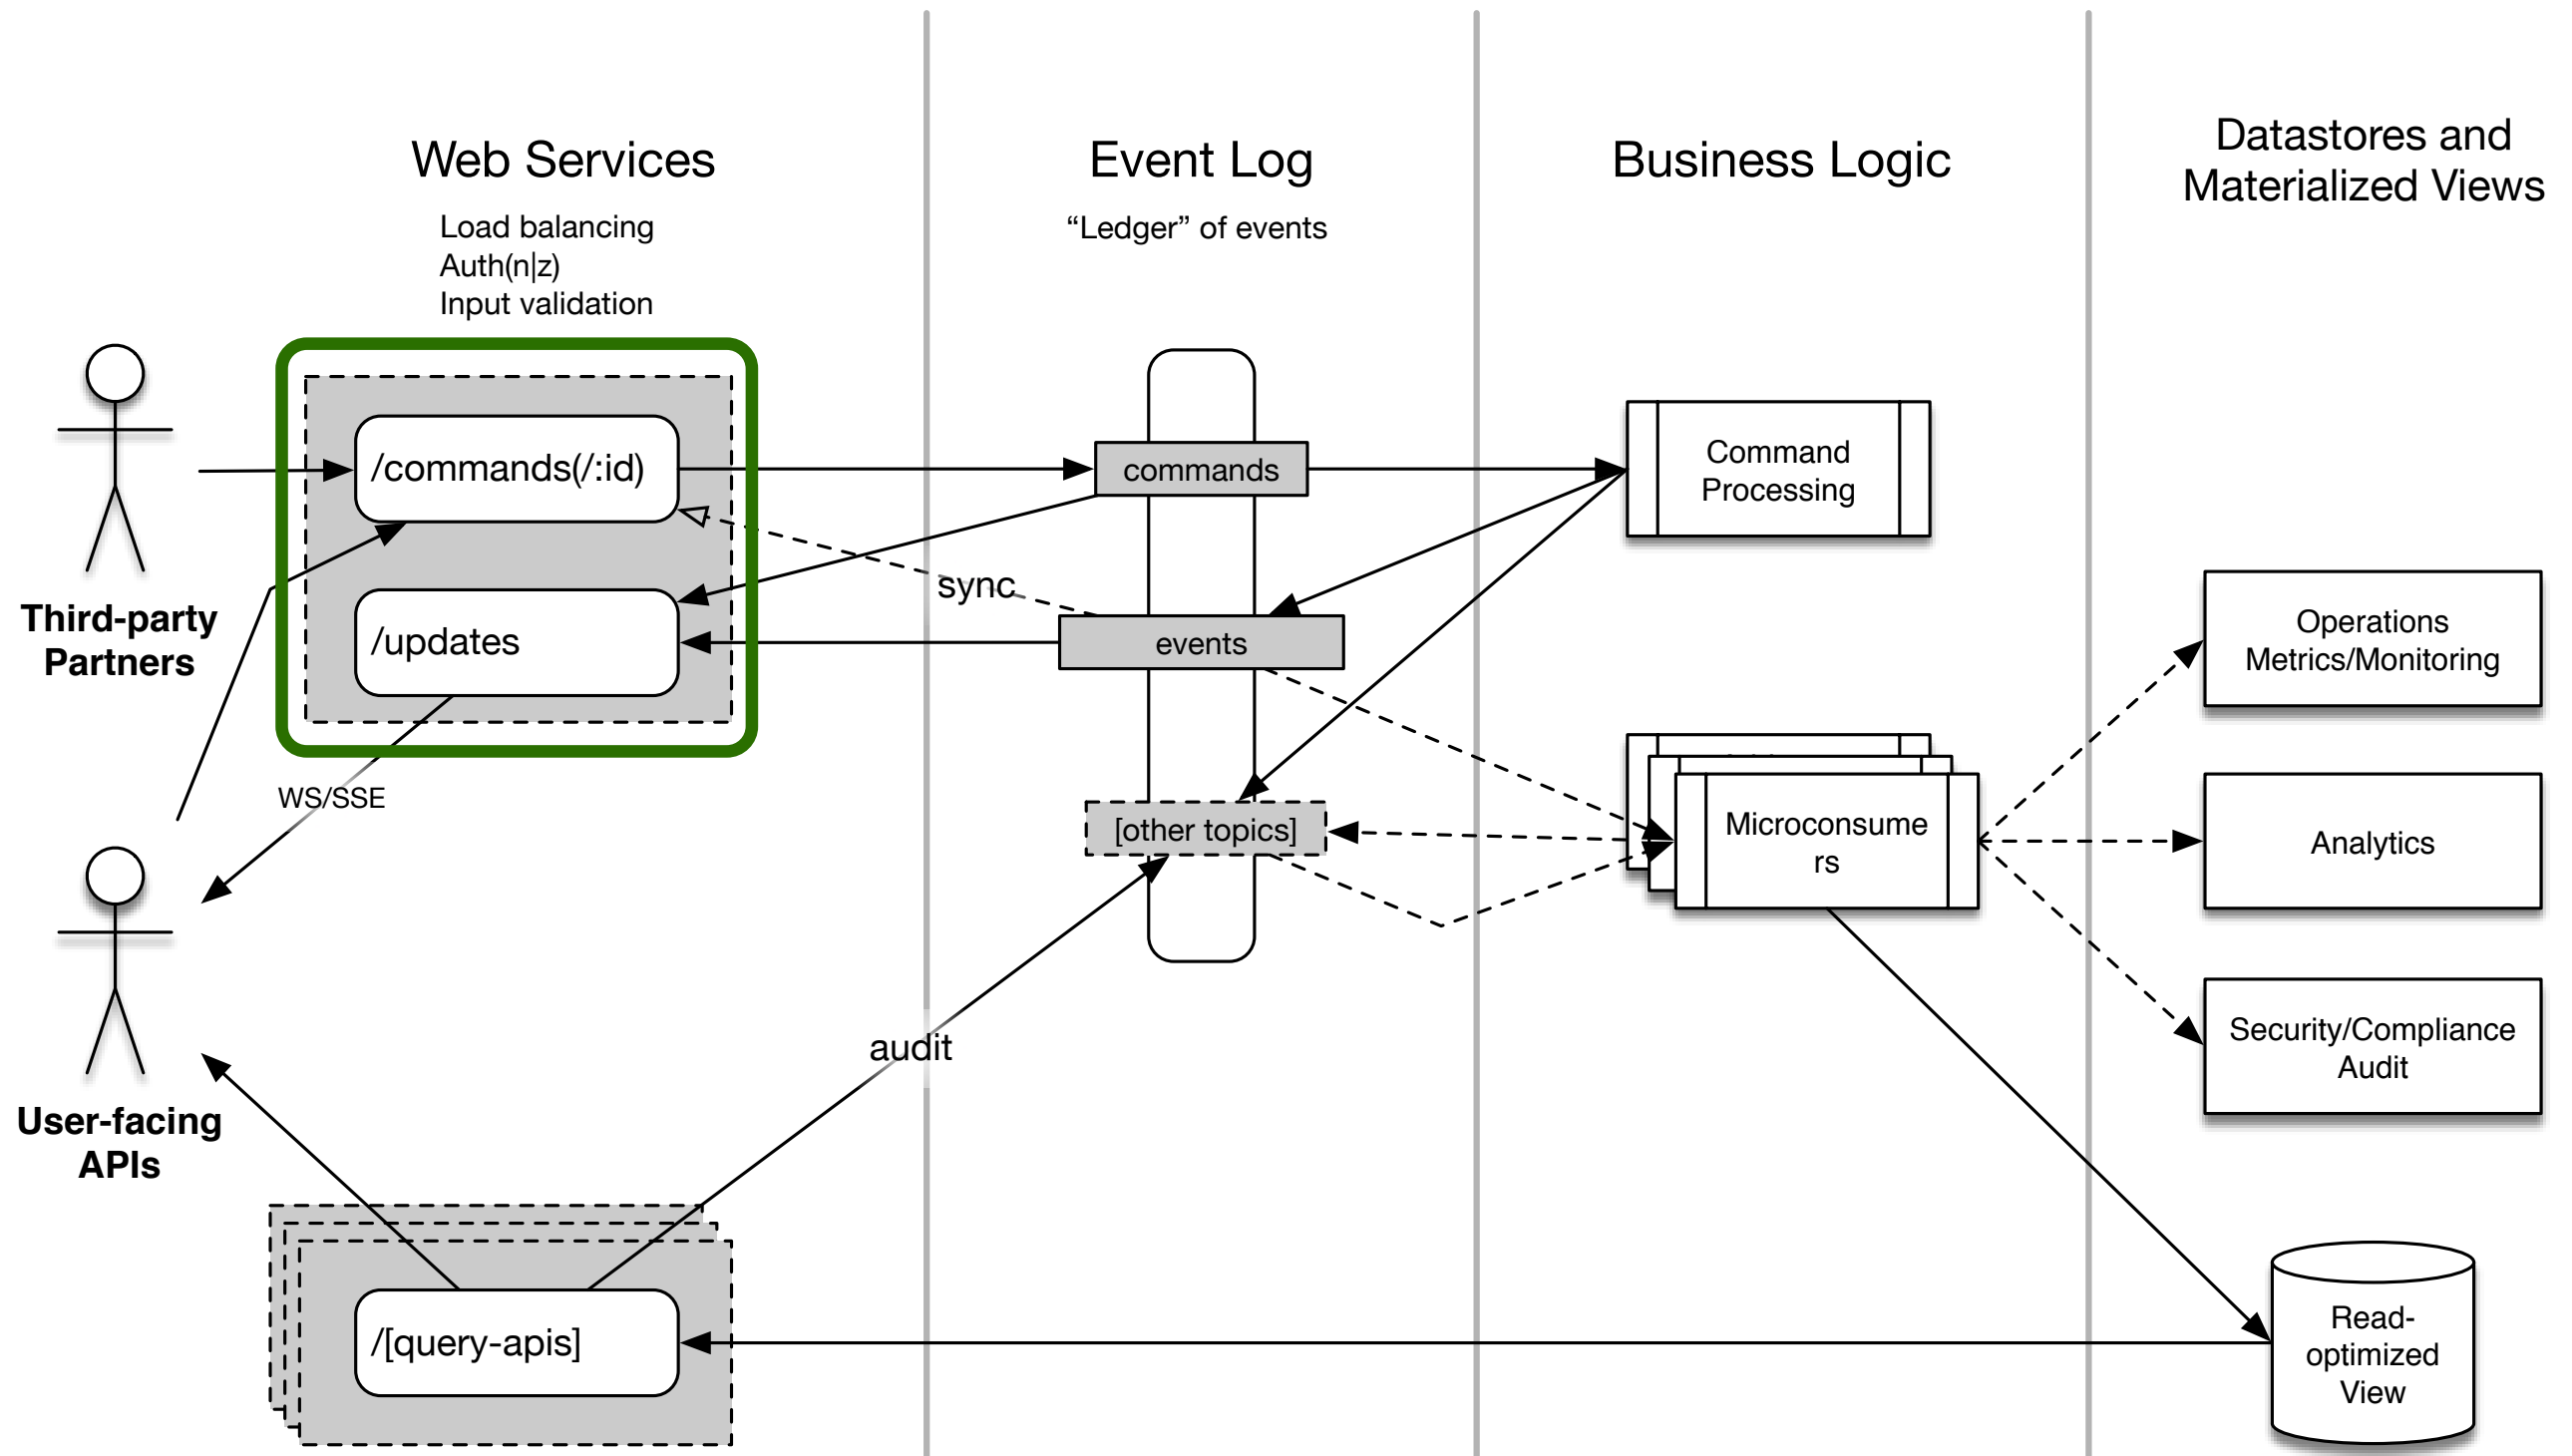 Web Services
Load balancing
Auth(n|z)
Input validation
Event Log
“Ledger” of events
Business Logic
Datastores and
Materialized Views
Third-party
Partners
/commands(/:id)
/updates
commands
sync
events
[other topics]
Command
Processing
Microconsume
rs
Operations
Metrics/Monitoring
Analytics
Security/Compliance
Audit
WS/SSE
User-facing
APIs
audit
/[query-apis]
Read-
optimized
View